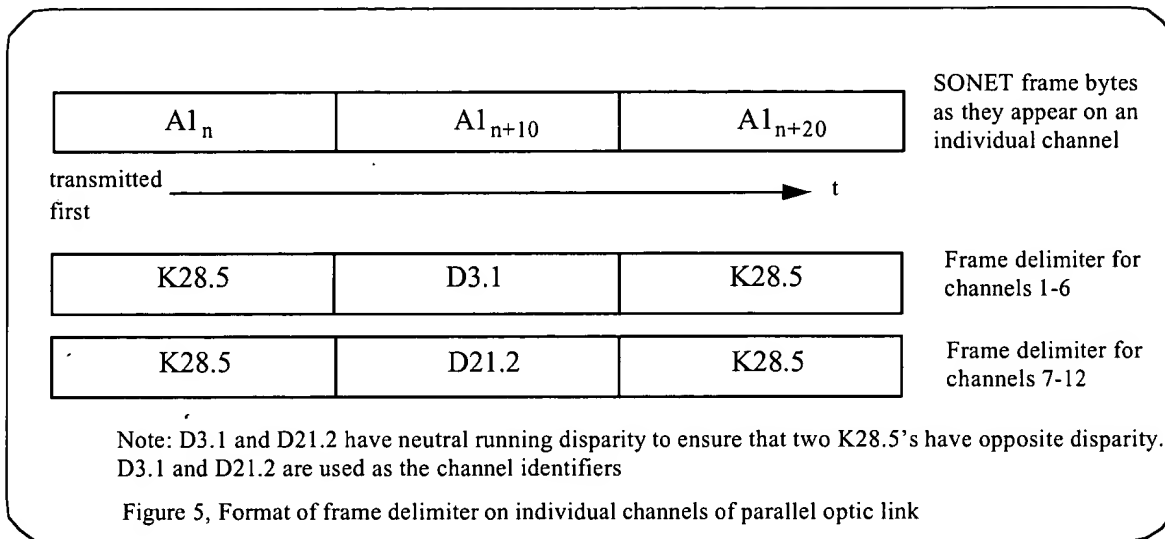 SONET frame bytes
as they appear on an
individual channel
A1n A1n+10 A1n+20
transmitted
first
t
K28.5 D3.1 K28.5
Frame delimiter for
channels 1-6
K28.5 D21.2 K28.5
Frame delimiter for
channels 7-12
Note: D3.1 and D21.2 have neutral running disparity to ensure that two K28.5's have opposite disparity.
D3.1 and D21.2 are used as the channel identifiers
Figure 5, Format of frame delimiter on individual channels of parallel optic link